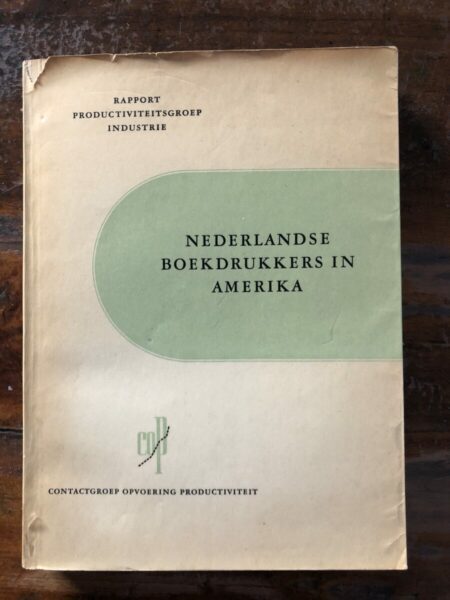 RAPPORT
PRODUCTIVITEITSGROEP
INDUSTRIE
NEDERLANDSE
BOEKDRUKKERS IN
AMERIKA
COP
CONTACTGROEP OPVOERING PRODUCTIVITEIT